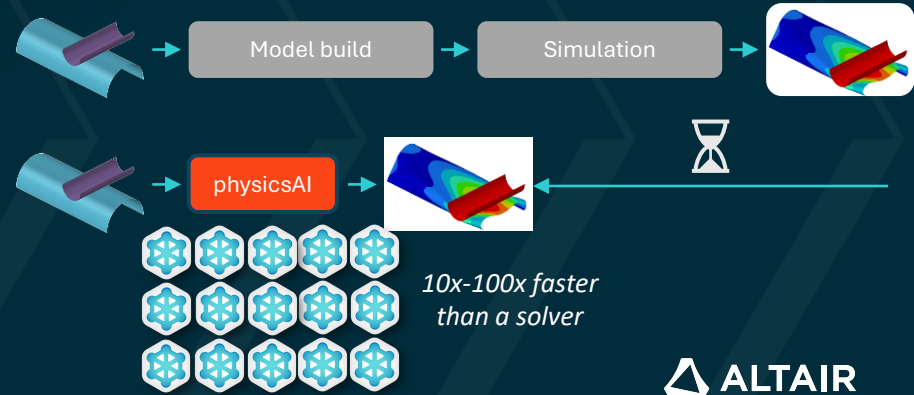 Model build
Simulation
physicsAI
10x-100x faster
than a solver
ALTAIR